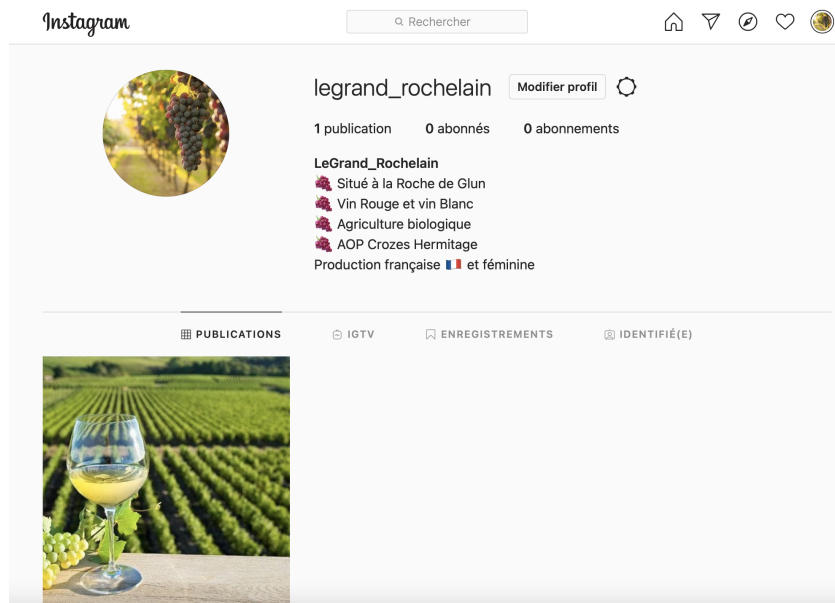 Instagram
Rechercher
legrand_rochelain Modifier profil
1 publication 0 abonnés 0 abonnements
LeGrand_Rochelain
🍇 Situé à la Roche de Glun
🍇 Vin Rouge et vin Blanc
🍇 Agriculture biologique
🍇 AOP Crozes Hermitage
Production française 🇫🇷 et féminine
PUBLICATIONS IGTV ENREGISTREMENTS IDENTIFIÉ(E)